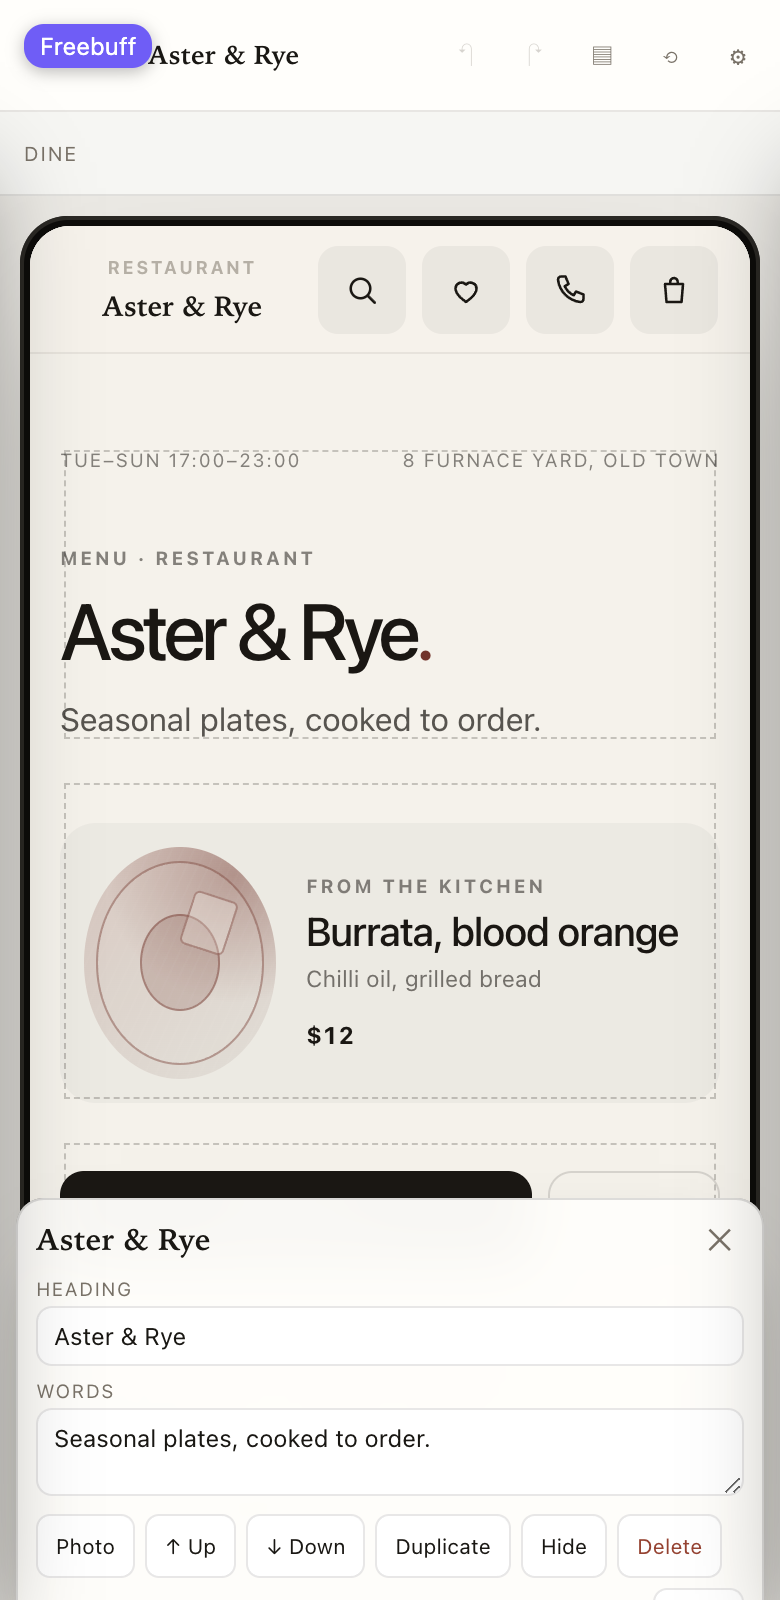 Freebuff
Aster & Rye
DINE
RESTAURANT
Aster & Rye
TUE–SUN 17:00–23:00
8 FURNACE YARD, OLD TOWN
MENU · RESTAURANT
Aster & Rye.
Seasonal plates, cooked to order.
FROM THE KITCHEN
Burrata, blood orange
Chilli oil, grilled bread
$12
Aster & Rye
HEADING
Aster & Rye
WORDS
Seasonal plates, cooked to order.
Photo
↑ Up
↓ Down
Duplicate
Hide
Delete